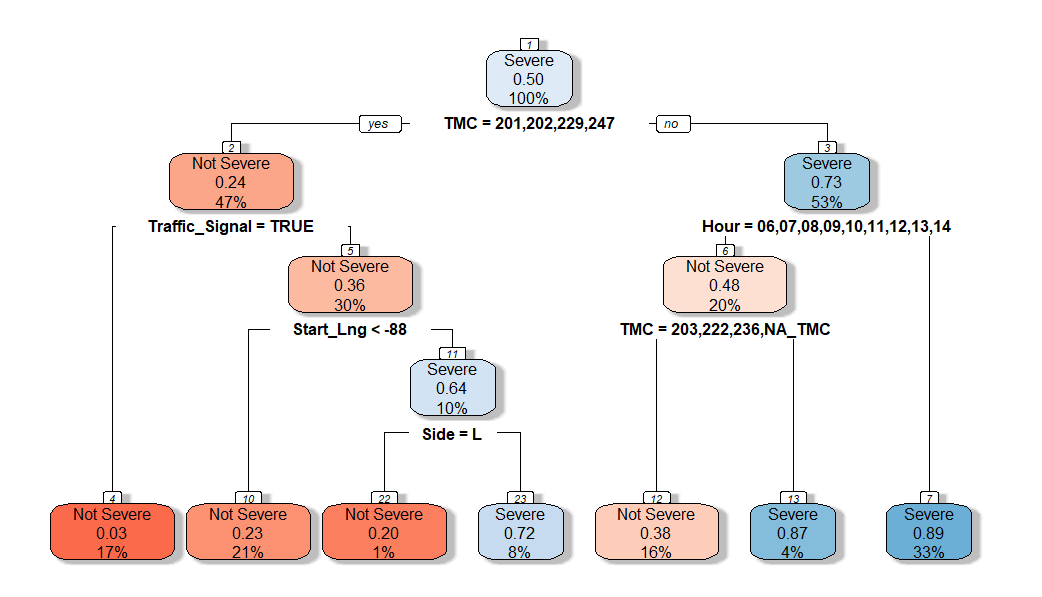 1
Severe
0.50
100%
yes
TMC = 201,202,229,247
no
2
Not Severe
0.24
47%
3
Severe
0.73
53%
Traffic_Signal = TRUE
Hour = 06,07,08,09,10,11,12,13,14
5
Not Severe
0.36
30%
6
Not Severe
0.48
20%
Start_Lng < -88
TMC = 203,222,236,NA_TMC
11
Severe
0.64
10%
Side = L
4
Not Severe
0.03
17%
10
Not Severe
0.23
21%
22
Not Severe
0.20
1%
23
Severe
0.72
8%
12
Not Severe
0.38
16%
13
Severe
0.87
4%
7
Severe
0.89
33%